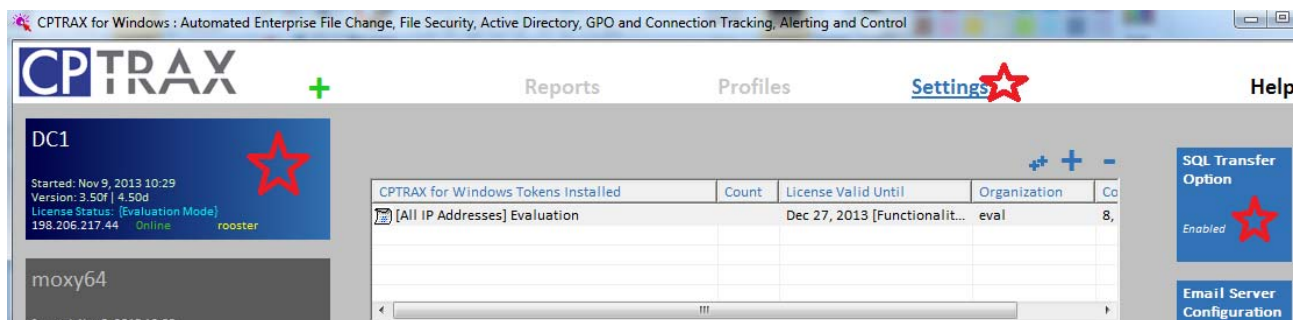 CPTRAX for Windows : Automated Enterprise File Change, File Security, Active Directory, GPO and Connection Tracking, Alerting and Control
CPTRAX
+
Reports
Profiles
Settings
Help
DC1
Started: Nov 9, 2013 10:29
Version: 3.50f | 4.50d
License Status: {Evaluation Mode}
198.206.217.44 Online rooster
moxy64
CPTRAX for Windows Tokens Installed Count License Valid Until Organization Co
[All IP Addresses] Evaluation Dec 27, 2013 [Functionalit... eval 8,
SQL Transfer
Option
Enabled
Email Server
Configuration